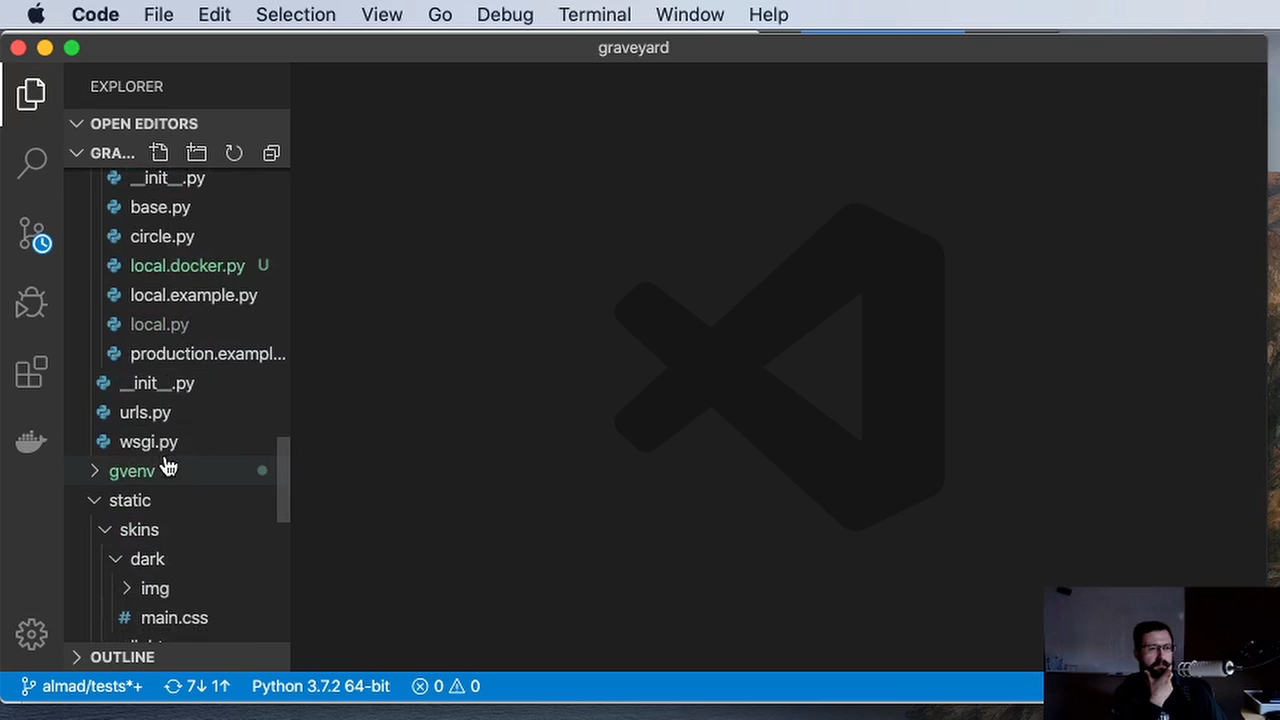 Code File Edit Selection View Go Debug Terminal Window Help
graveyard
EXPLORER
OPEN EDITORS
GRA...
__init__.py
base.py
circle.py
local.docker.py U
local.example.py
local.py
production.exampl...
__init__.py
urls.py
wsgi.py
gvenv
static
skins
dark
img
# main.css
OUTLINE
almad/tests*+ 7↓ 1↑ Python 3.7.2 64-bit 0 0